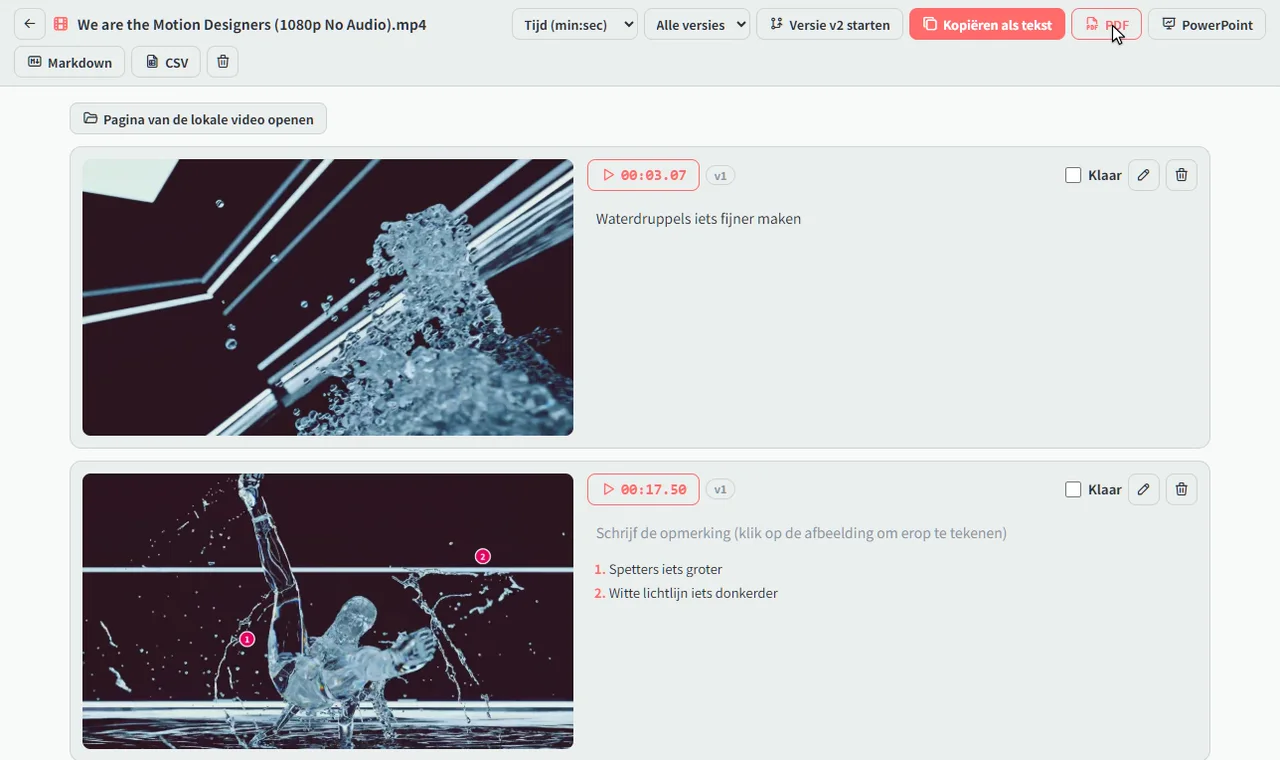 We are the Motion Designers (1080p No Audio).mp4
Tijd (min:sec)
Alle versies
Versie v2 starten
Kopiëren als tekst
PDF
PowerPoint
Markdown
CSV
Pagina van de lokale video openen
00:03.07
v1
Klaar
Waterdruppels iets fijner maken
00:17.50
v1
Klaar
Schrijf de opmerking (klik op de afbeelding om erop te tekenen)
1. Spetters iets groter
2. Witte lichtlijn iets donkerder
2
1